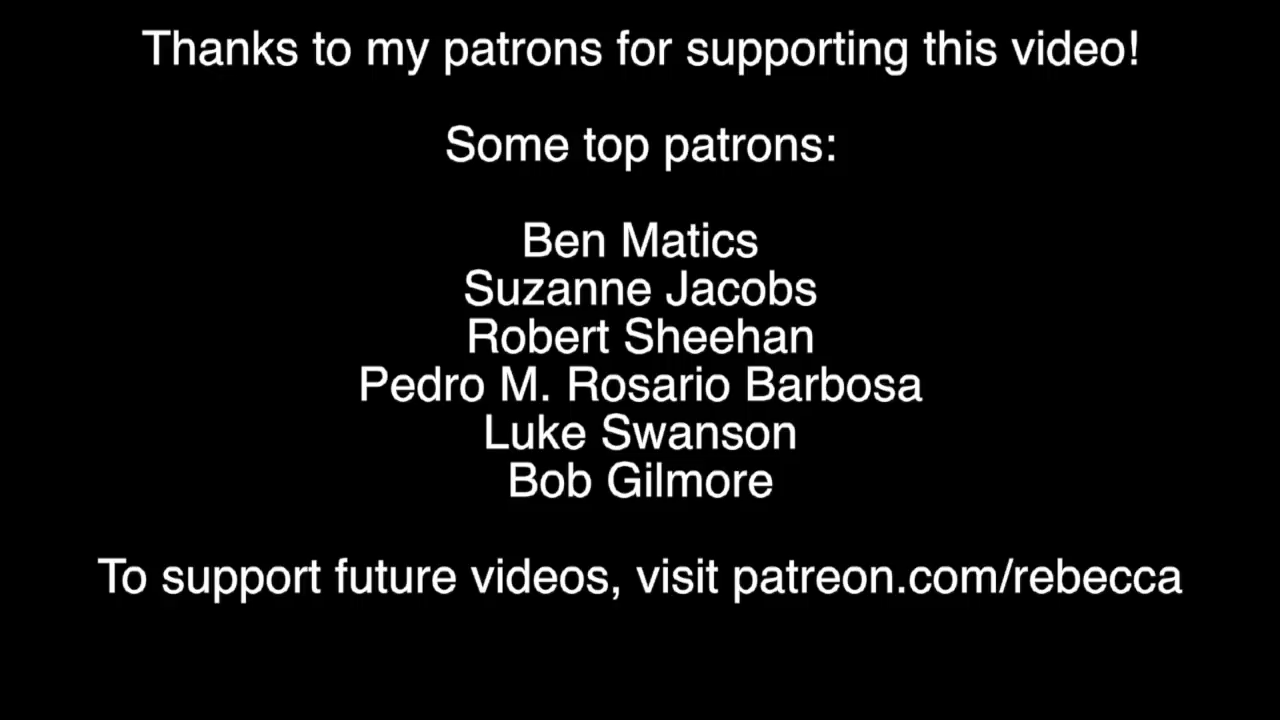 Thanks to my patrons for supporting this video!
Some top patrons:
Ben Matics
Suzanne Jacobs
Robert Sheehan
Pedro M. Rosario Barbosa
Luke Swanson
Bob Gilmore
To support future videos, visit patreon.com/rebecca